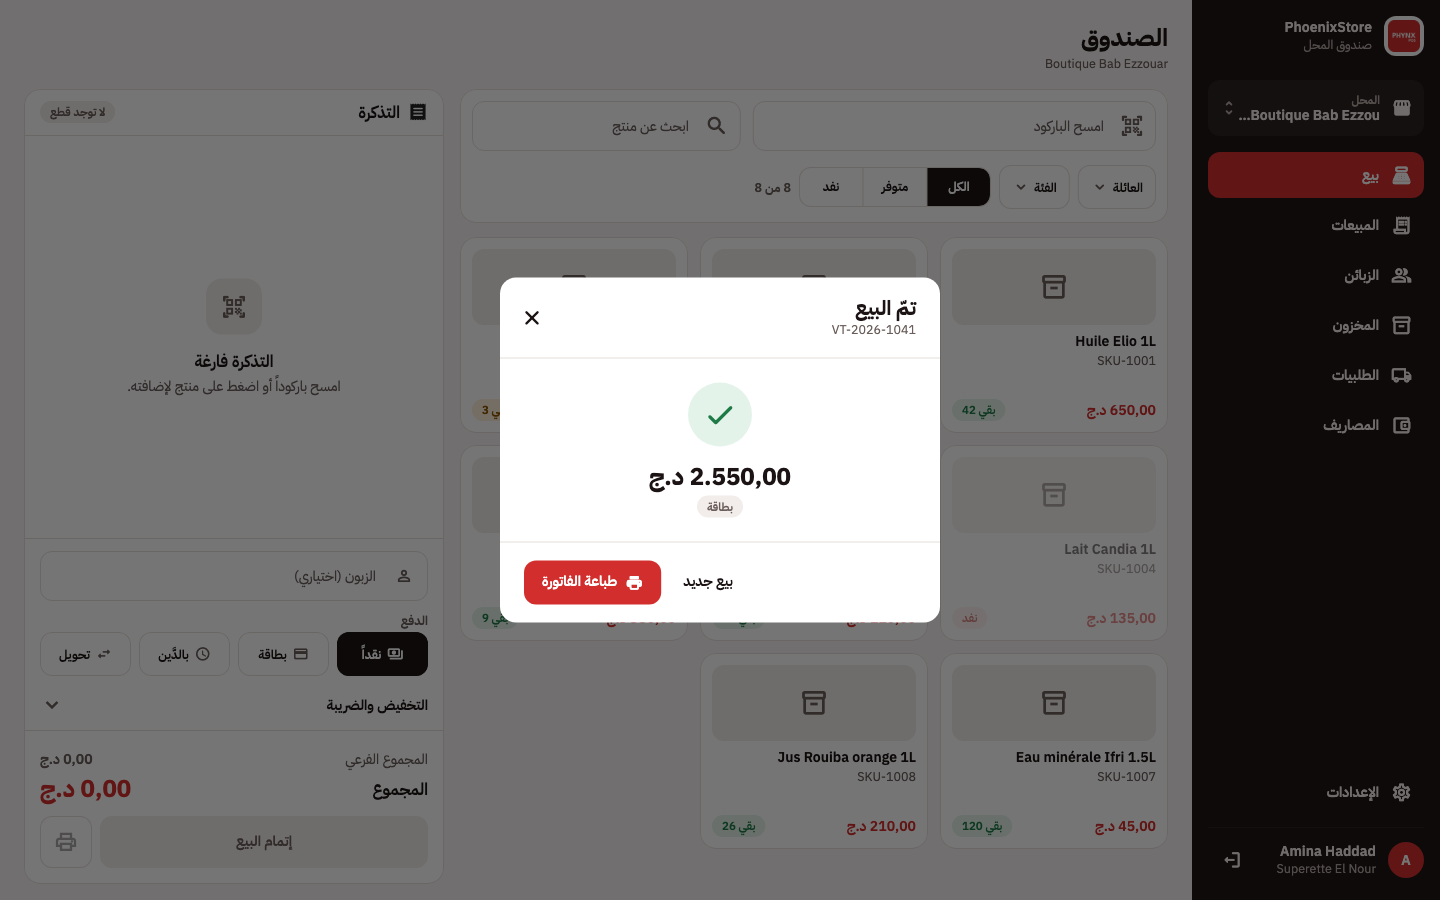 PhoenixStore
صندوق المحل
المحل
Boutique Bab Ezzou...
بيع
المبيعات
الزبائن
المخزون
الطلبيات
المصاريف
الإعدادات
Amina Haddad
Superette El Nour
A
الصندوق
Boutique Bab Ezzouar
امسح الباركود
ابحث عن منتج
العائلة
الفئة
الكل
متوفر
نفد
8 من 8
Huile Elio 1L
SKU-1001
650,00 د.ج
بقي 42
Lait Candia 1L
SKU-1004
135,00 د.ج
نفد
بقي 9
Eau minérale Ifri 1.5L
SKU-1007
45,00 د.ج
بقي 120
Jus Rouiba orange 1L
SKU-1008
210,00 د.ج
بقي 26
تمّ البيع
VT-2026-1041
2.550,00 د.ج
بطاقة
بيع جديد
طباعة الفاتورة
التذكرة
لا توجد قطع
التذكرة فارغة
امسح باركوداً أو اضغط على منتج لإضافته.
الزبون (اختياري)
الدفع
نقداً
بطاقة
بالدَّين
تحويل
التخفيض والضريبة
المجموع الفرعي
0,00 د.ج
المجموع
0,00 د.ج
إتمام البيع